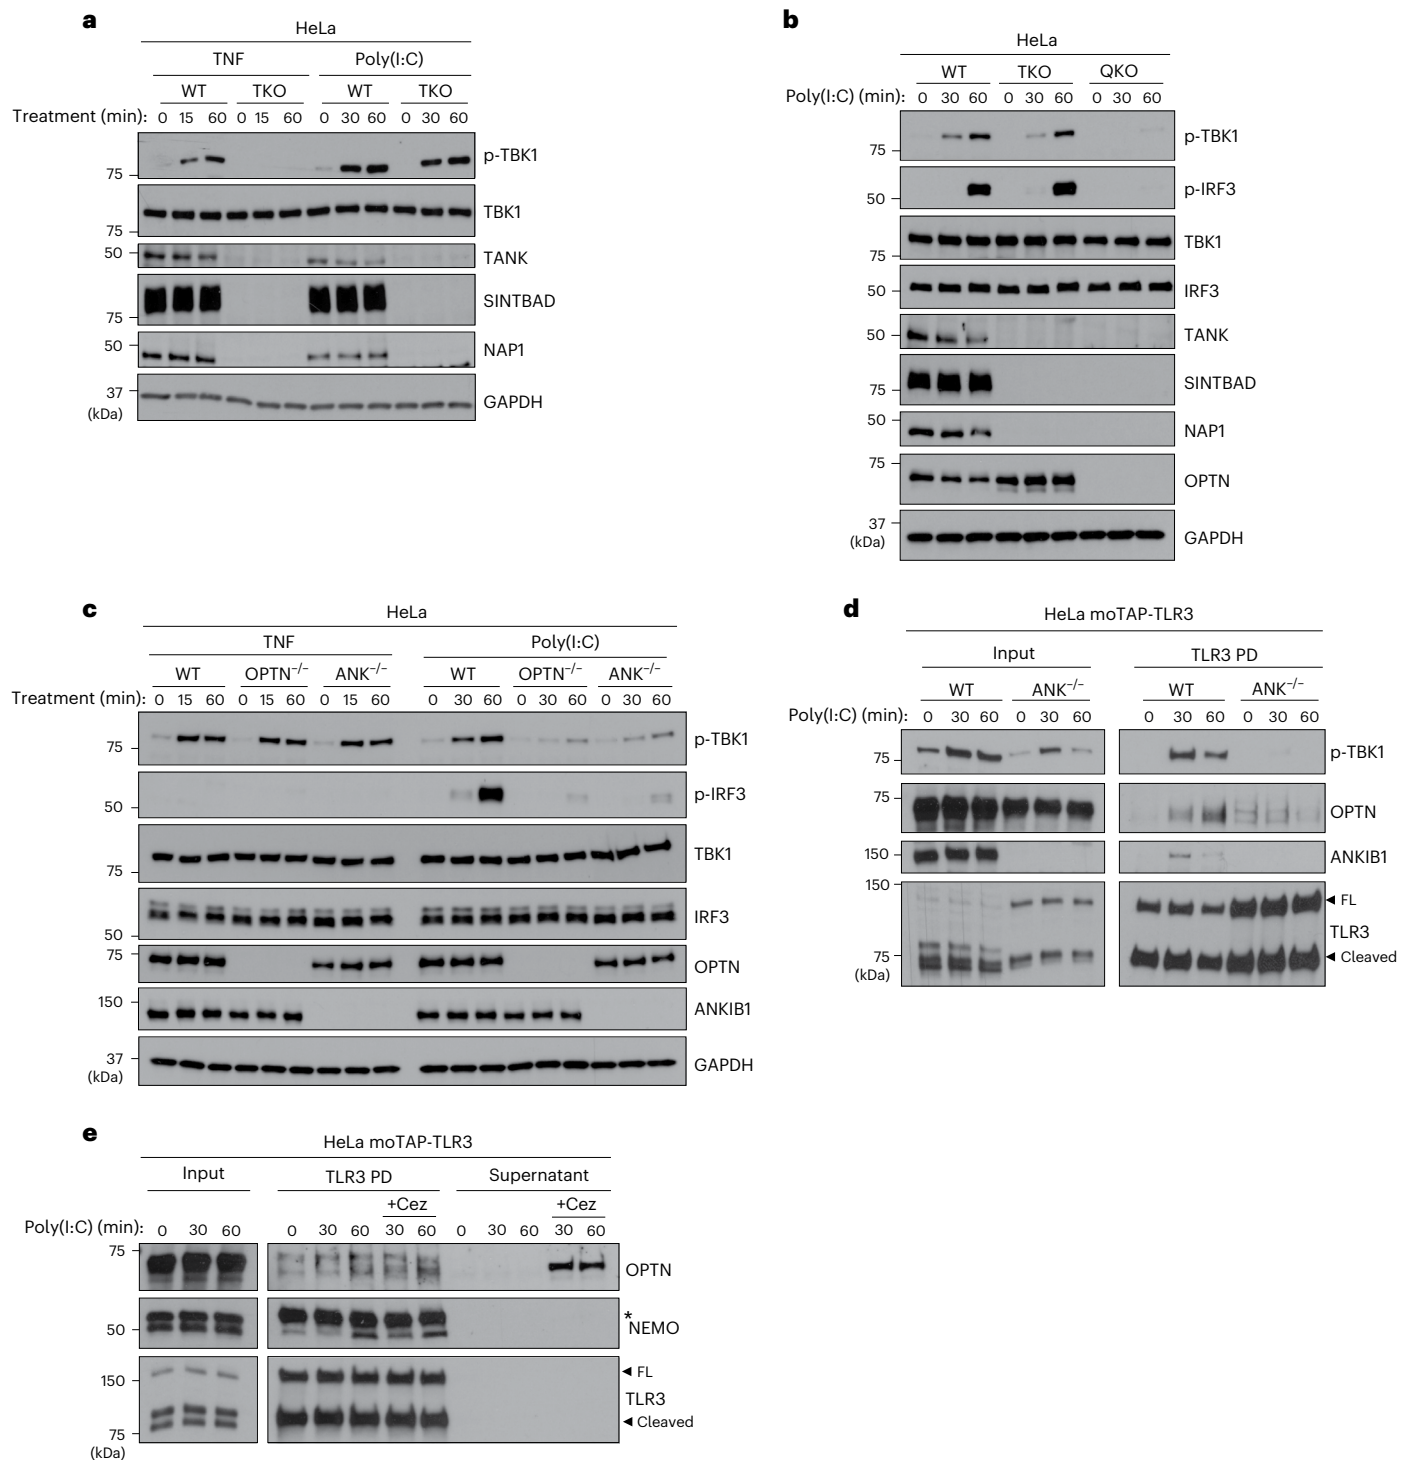 a
HeLa
TNF Poly(I:C)
WT TKO WT TKO
Treatment (min): 0 15 60 0 15 60 0 30 60 0 30 60
75 p-TBK1
TBK1
75
50 TANK
SINTBAD
75
50 NAP1
37 GAPDH
(kDa)
b
HeLa
WT TKO QKO
Poly(I:C) (min): 0 30 60 0 30 60 0 30 60
p-TBK1
75
p-IRF3
50
TBK1
75
50 IRF3
50 TANK
SINTBAD
75
50 NAP1
75
OPTN
37
(kDa) GAPDH
c
HeLa
TNF Poly(I:C)
WT OPTN−/− ANK−/− WT OPTN−/− ANK−/−
Treatment (min): 0 15 60 0 15 60 0 15 60 0 30 60 0 30 60 0 30 60
p-TBK1
75
p-IRF3
50
TBK1
75
IRF3
50
75 OPTN
150 ANKIB1
37 GAPDH
(kDa)
d
HeLa moTAP-TLR3
Input TLR3 PD
WT ANK−/− WT ANK−/−
Poly(I:C) (min): 0 30 60 0 30 60 0 30 60 0 30 60
75 p-TBK1
75 OPTN
150 ANKIB1
150 FL
TLR3
75 Cleaved
(kDa)
e
HeLa moTAP-TLR3
Input TLR3 PD Supernatant
+Cez +Cez
Poly(I:C) (min): 0 30 60 0 30 60 30 60 0 30 60 30 60
75 OPTN
*
50 NEMO
FL
150
TLR3
Cleaved
75
(kDa)